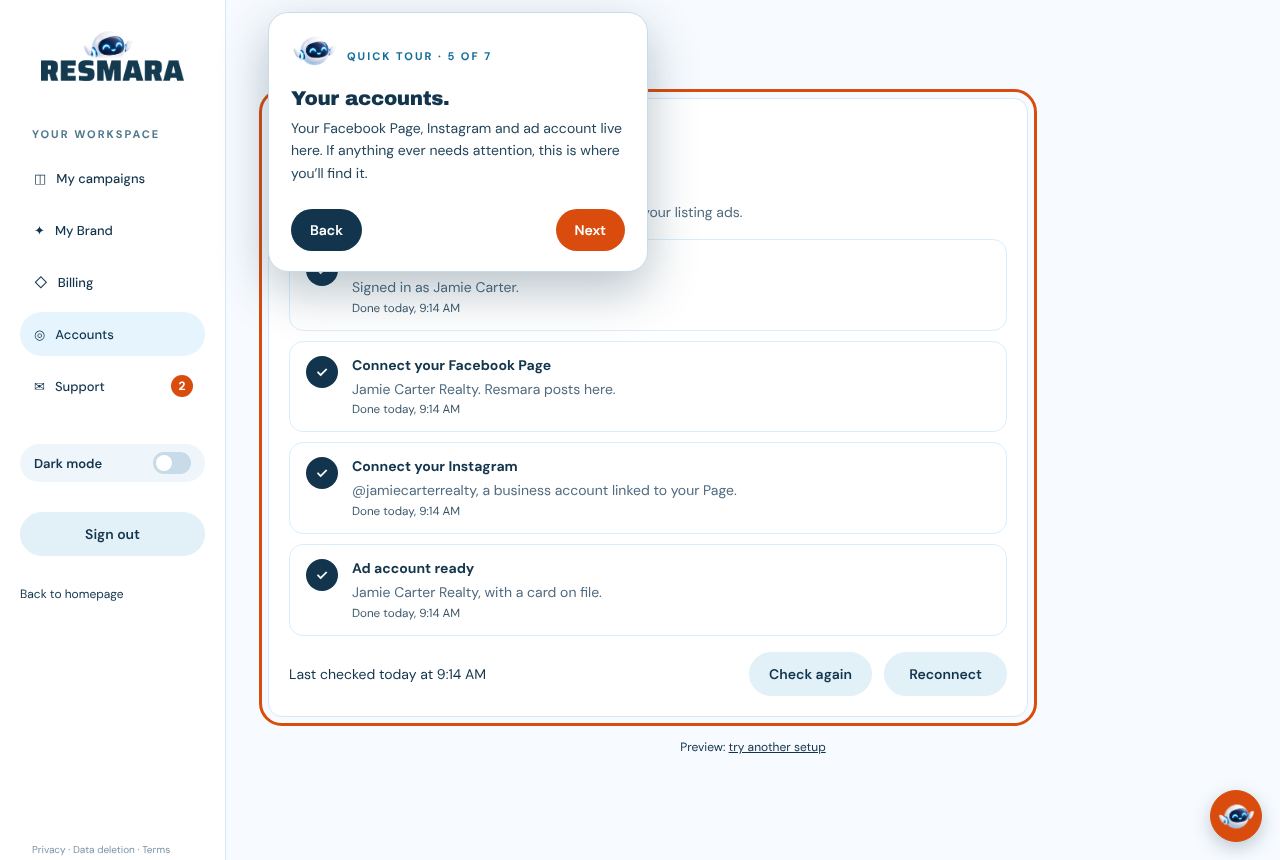 RESMARA
YOUR WORKSPACE
My campaigns
My Brand
Billing
Accounts
Support
2
Dark mode
Sign out
Back to homepage
Privacy · Data deletion · Terms
QUICK TOUR · 5 OF 7
Your accounts.
Your Facebook Page, Instagram and ad account live
here. If anything ever needs attention, this is where
you'll find it.
Back
Next
your listing ads.
Signed in as Jamie Carter.
Done today, 9:14 AM
Connect your Facebook Page
Jamie Carter Realty. Resmara posts here.
Done today, 9:14 AM
Connect your Instagram
@jamiecarterrealty, a business account linked to your Page.
Done today, 9:14 AM
Ad account ready
Jamie Carter Realty, with a card on file.
Done today, 9:14 AM
Last checked today at 9:14 AM
Check again
Reconnect
Preview: try another setup